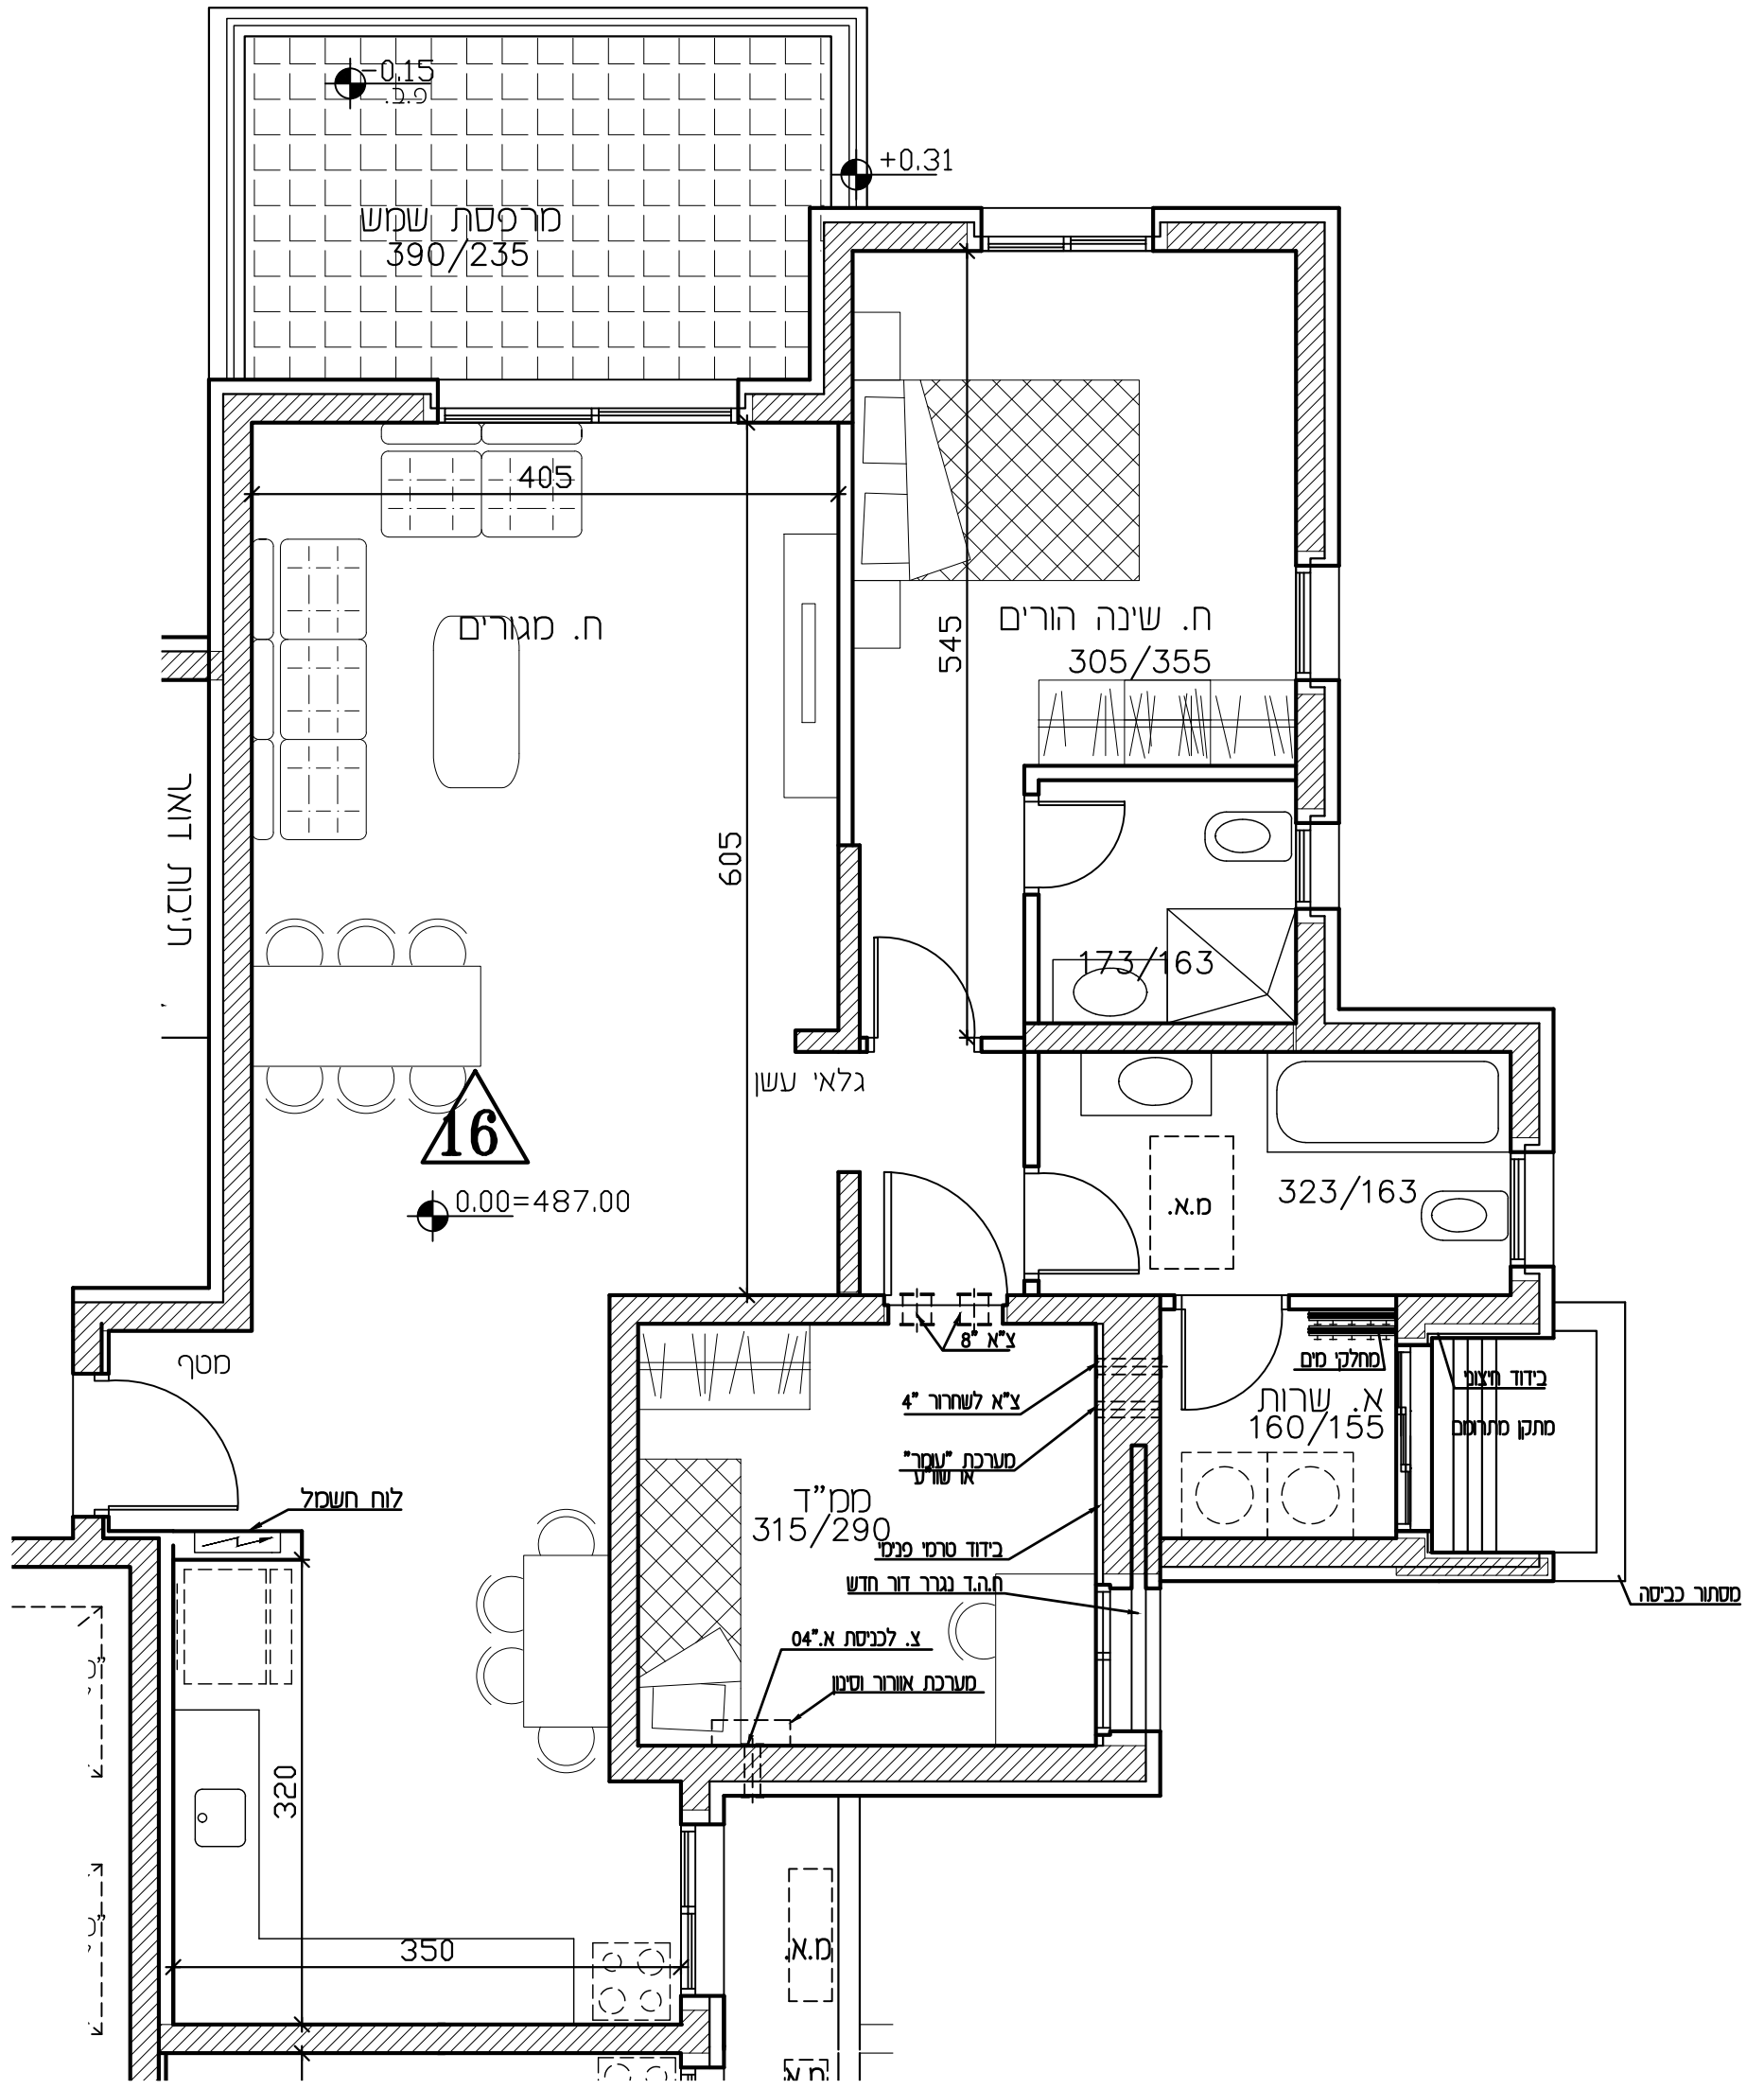 -0.15
פ.ב.
+0.31
מרפסת שמש
390/235
405
ח. מגורים
545
ח. שינה הורים
305/355
תיבות דואר
605
173/163
גלאי עשן
16
0.00=487.00
מ.א.
323/163
מטף
צ"א 8"
מחלקי מים
בידוד חיצוני
א. שרות
160/155
מתקן מתרומם
צ"א לשחרור 4"
מערכת "עומר"
או שוו"ע
לוח חשמל
ממ"ד
315/290
בידוד טרמי פנימי
ח.ה.ד נגרר דור חדש
מסתור כביסה
צ. לכניסת א."04
מערכת אוורור וסינון
320
350
מ.א.
מ.א